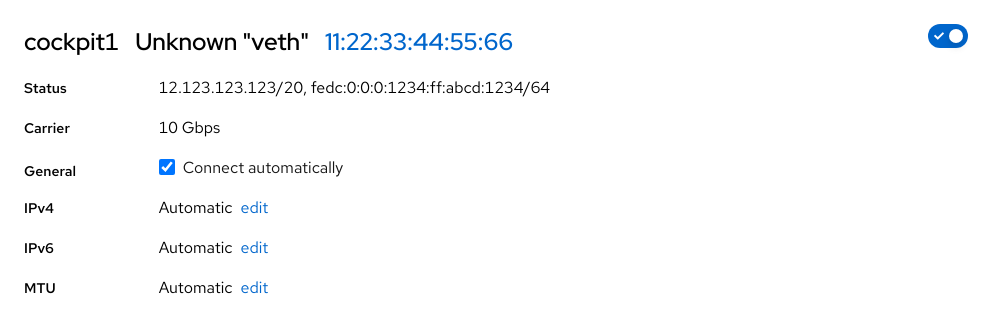 cockpit1 Unknown "veth" 11:22:33:44:55:66
Status 12.123.123.123/20, fedc:0:0:0:1234:ff:abcd:1234/64
Carrier 10 Gbps
General Connect automatically
IPv4 Automatic edit
IPv6 Automatic edit
MTU Automatic edit